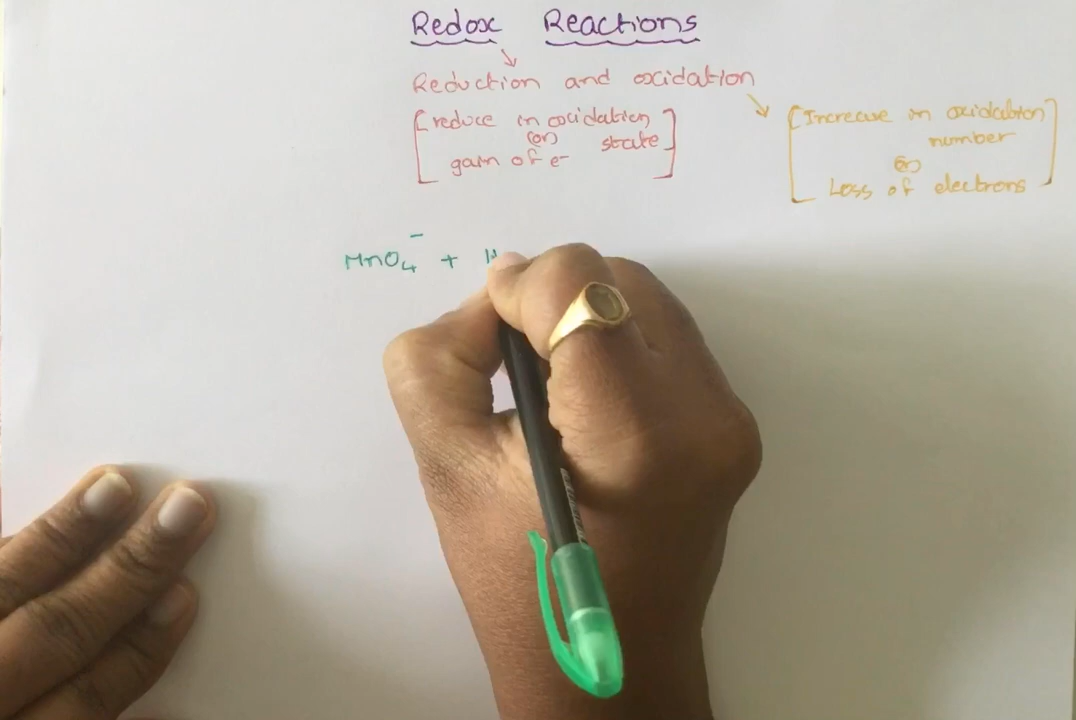 Redox Reactions
Reduction and oxidation
[reduce in oxidation
(or) state]
gain of e-
[Increase in oxidation]
number
(or)
Loss of electrons
MnO₄⁻ + H